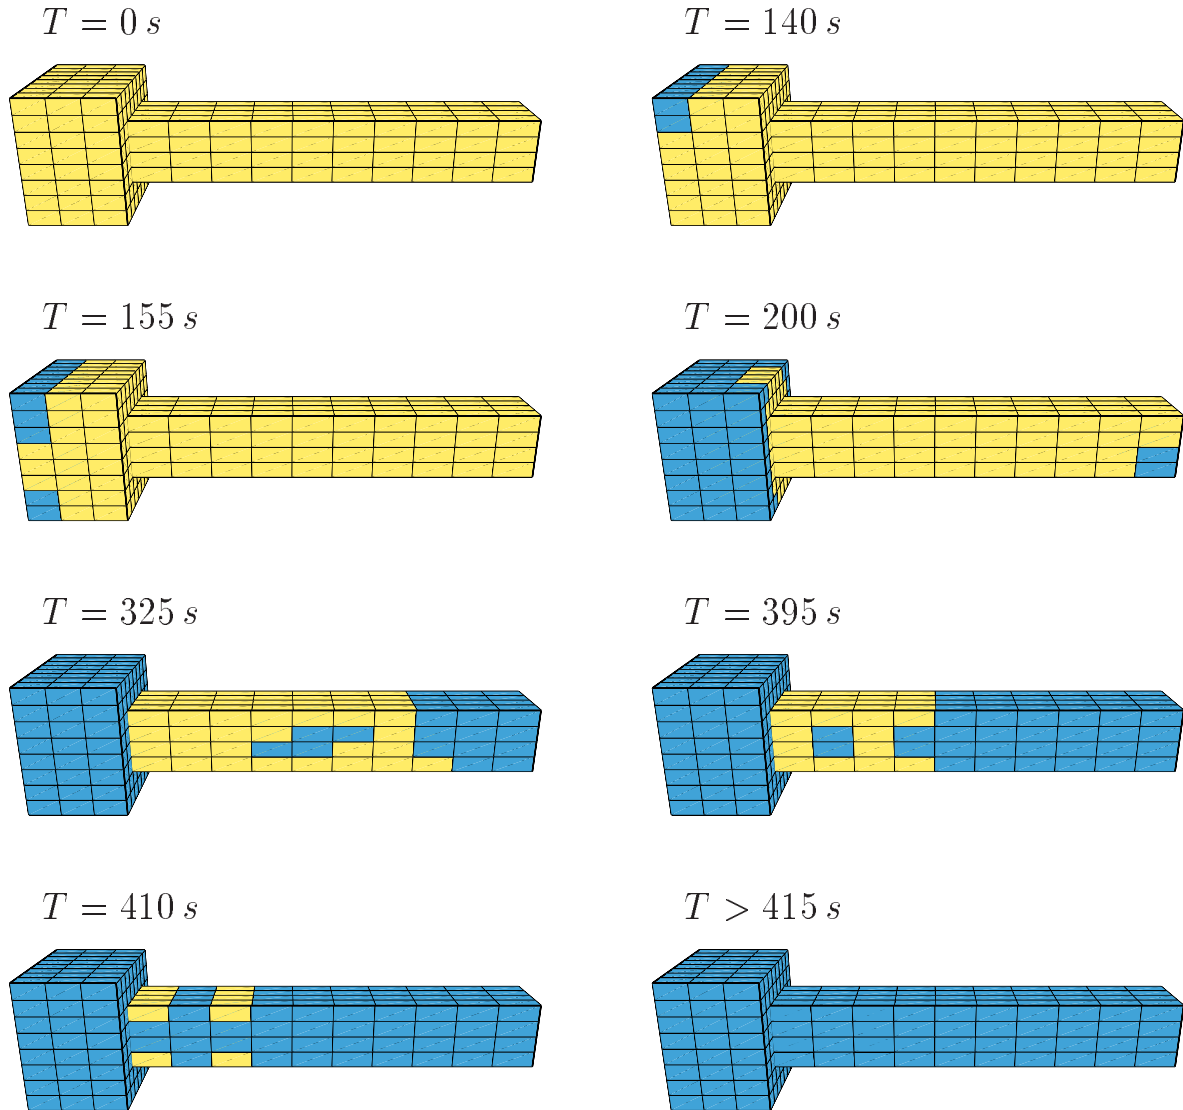 T = 0 s
T = 140 s
T = 155 s
T = 200 s
T = 325 s
T = 395 s
T = 410 s
T > 415 s